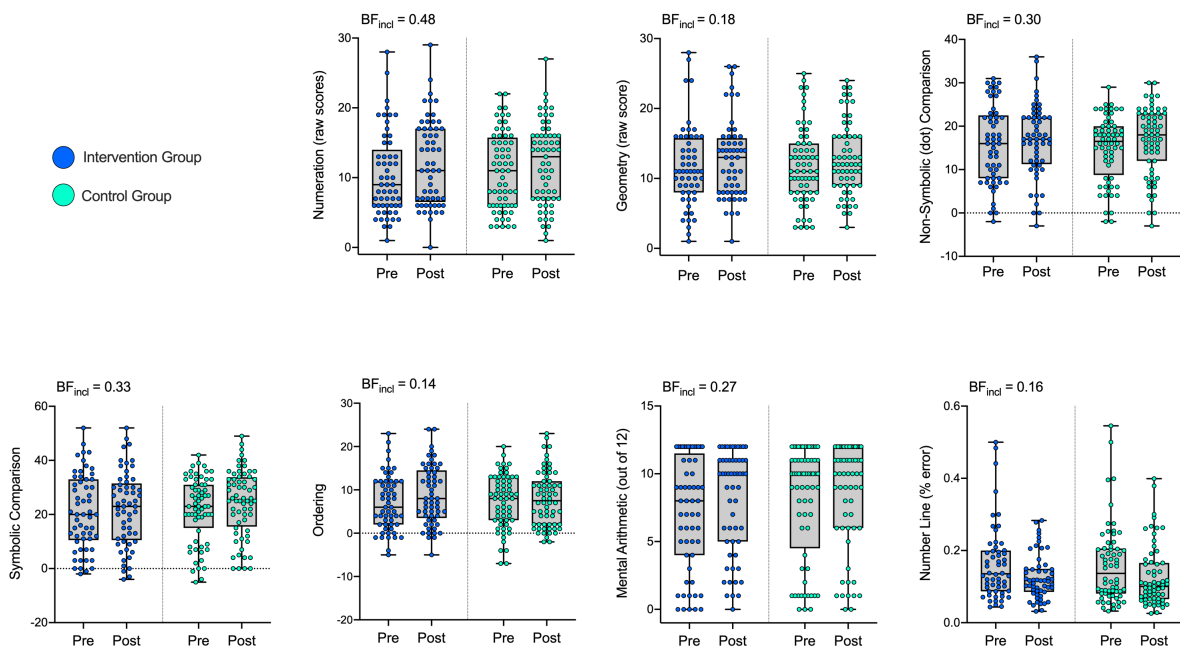 BFincl = 0.48
Numeration (raw scores)
30
20
10
0
Pre Post Pre Post
BFincl = 0.18
Geometry (raw score)
30
20
10
0
Pre Post Pre Post
BFincl = 0.30
Non-Symbolic (dot) Comparison
40
30
20
10
0
-10
Pre Post Pre Post
Intervention Group
Control Group
BFincl = 0.33
Symbolic Comparison
60
40
20
0
-20
Pre Post Pre Post
BFincl = 0.14
Ordering
30
20
10
0
-10
-20
Pre Post Pre Post
BFincl = 0.27
Mental Arithmetic (out of 12)
15
10
5
0
Pre Post Pre Post
BFincl = 0.16
Number Line (% error)
0.6
0.4
0.2
0.0
Pre Post Pre Post